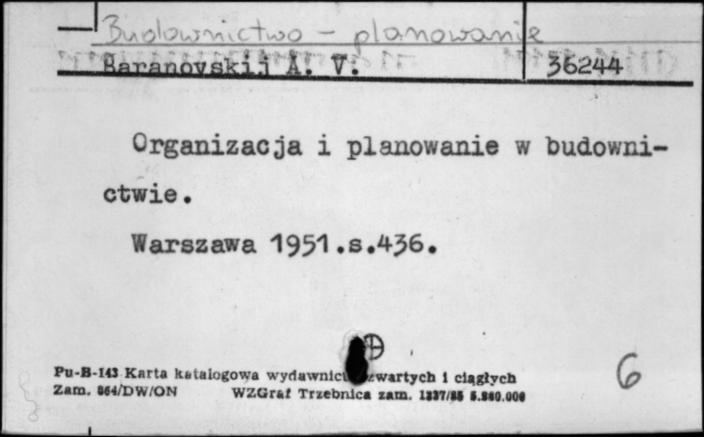 Budownictwo - planowanie
Baranovskij A. V. 36244
Organizacja i planowanie w budowni-
ctwie.
Warszawa 1951.s.436.
Pu-B-143 Karta katalogowa wydawnic zwartych i ciągłych
6
Zam. 864/DW/ON WZGraf Trzebnica zam.